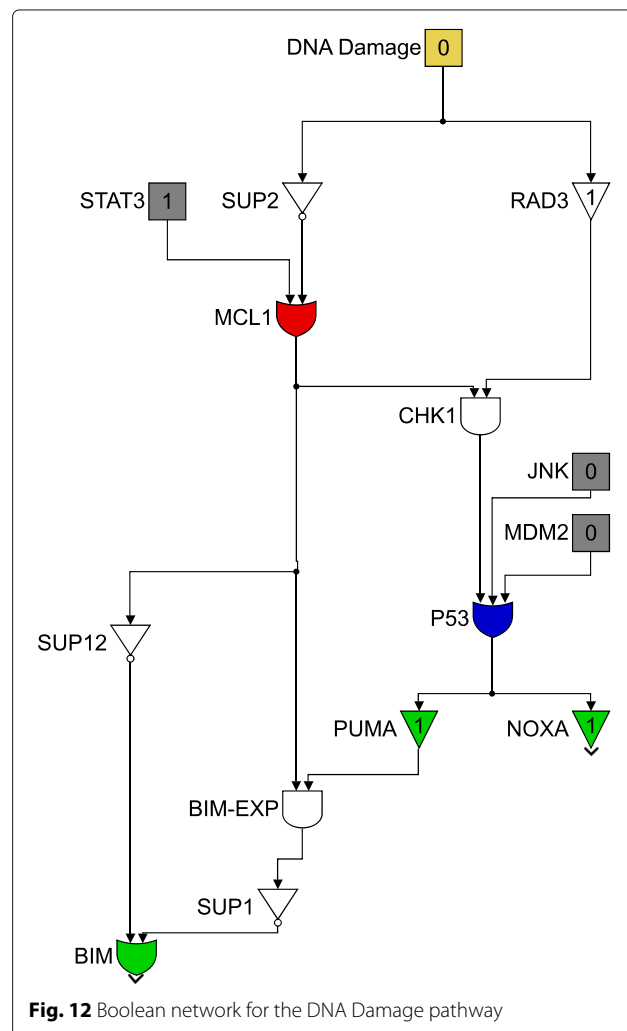 DNA Damage 0
STAT3 1 SUP2 RAD3 1
MCL1
CHK1
JNK 0
MDM2 0
P53
SUP12
PUMA 1 NOXA 1
BIM-EXP
SUP1
BIM
Fig. 12 Boolean network for the DNA Damage pathway